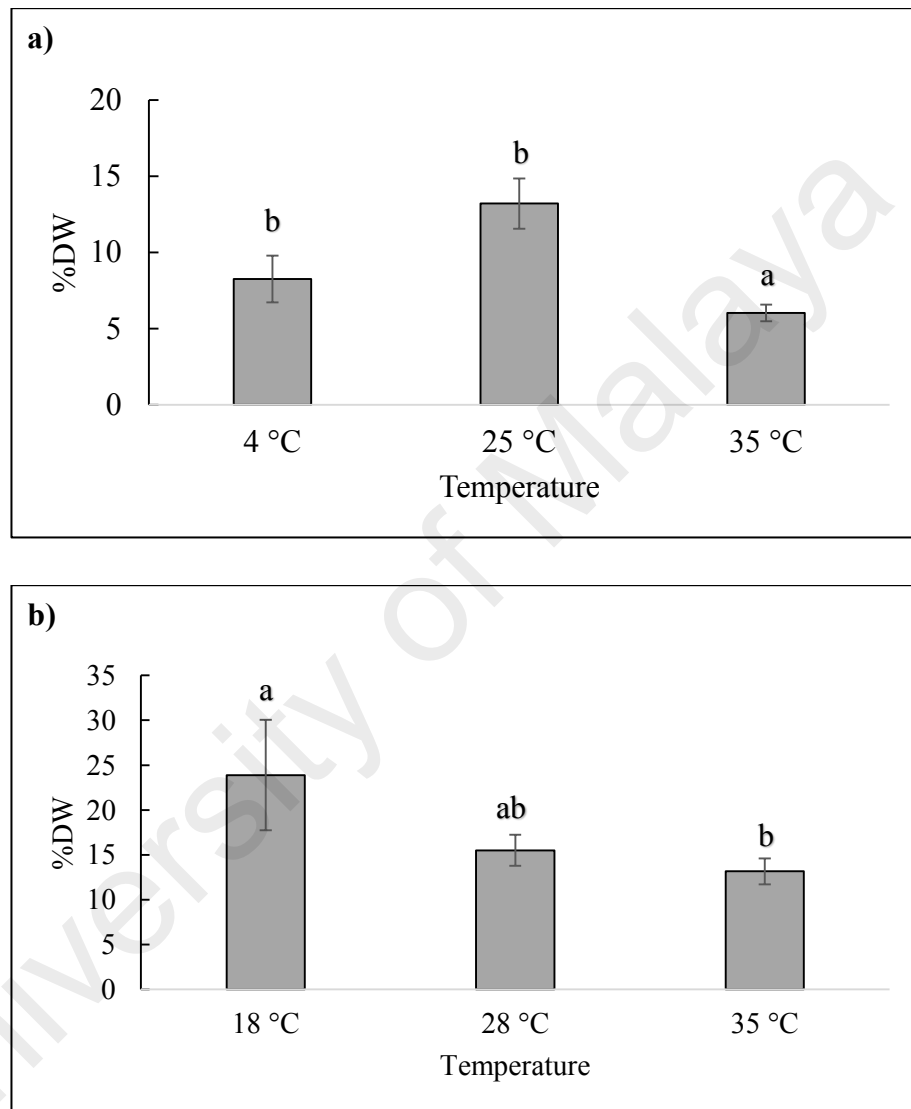 a)
20
15
10
5
0
%DW
b
b
a
4 °C 25 °C 35 °C
Temperature
b)
35
30
25
20
15
10
5
0
%DW
a
ab
b
18 °C 28 °C 35 °C
Temperature
University of Malaya